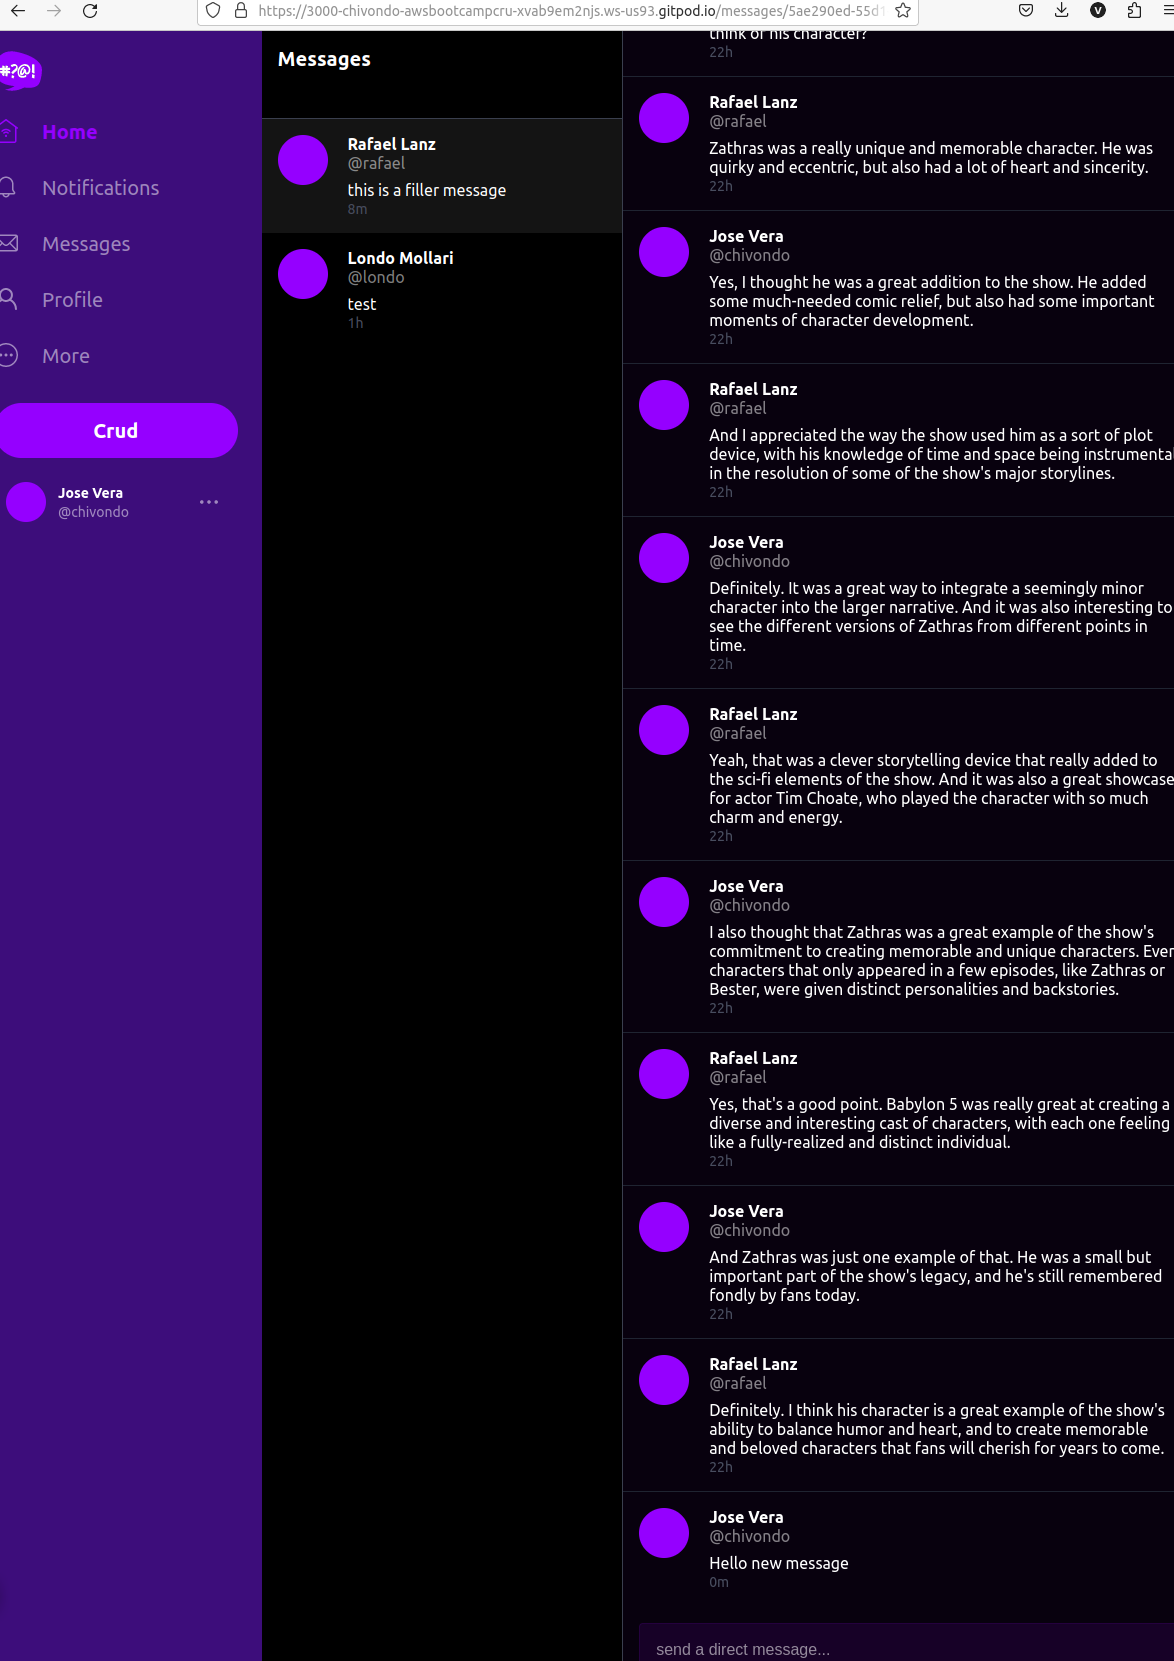 https://3000-chivondo-awsbootcampcru-xvab9em2njs.ws-us93.gitpod.io/messages/5ae290ed-55d1
V
#?@!
Home
Notifications
Messages
Profile
More
Crud
Jose Vera
@chivondo
Messages
Rafael Lanz
@rafael
this is a filler message
8m
Londo Mollari
@londo
test
1h
think of his character?
22h
Rafael Lanz
@rafael
Zathras was a really unique and memorable character. He was
quirky and eccentric, but also had a lot of heart and sincerity.
22h
Jose Vera
@chivondo
Yes, I thought he was a great addition to the show. He added
some much-needed comic relief, but also had some important
moments of character development.
22h
Rafael Lanz
@rafael
And I appreciated the way the show used him as a sort of plot
device, with his knowledge of time and space being instrumental
in the resolution of some of the show's major storylines.
22h
Jose Vera
@chivondo
Definitely. It was a great way to integrate a seemingly minor
character into the larger narrative. And it was also interesting to
see the different versions of Zathras from different points in
time.
22h
Rafael Lanz
@rafael
Yeah, that was a clever storytelling device that really added to
the sci-fi elements of the show. And it was also a great showcase
for actor Tim Choate, who played the character with so much
charm and energy.
22h
Jose Vera
@chivondo
I also thought that Zathras was a great example of the show's
commitment to creating memorable and unique characters. Even
characters that only appeared in a few episodes, like Zathras or
Bester, were given distinct personalities and backstories.
22h
Rafael Lanz
@rafael
Yes, that's a good point. Babylon 5 was really great at creating a
diverse and interesting cast of characters, with each one feeling
like a fully-realized and distinct individual.
22h
Jose Vera
@chivondo
And Zathras was just one example of that. He was a small but
important part of the show's legacy, and he's still remembered
fondly by fans today.
22h
Rafael Lanz
@rafael
Definitely. I think his character is a great example of the show's
ability to balance humor and heart, and to create memorable
and beloved characters that fans will cherish for years to come.
22h
Jose Vera
@chivondo
Hello new message
0m
send a direct message...